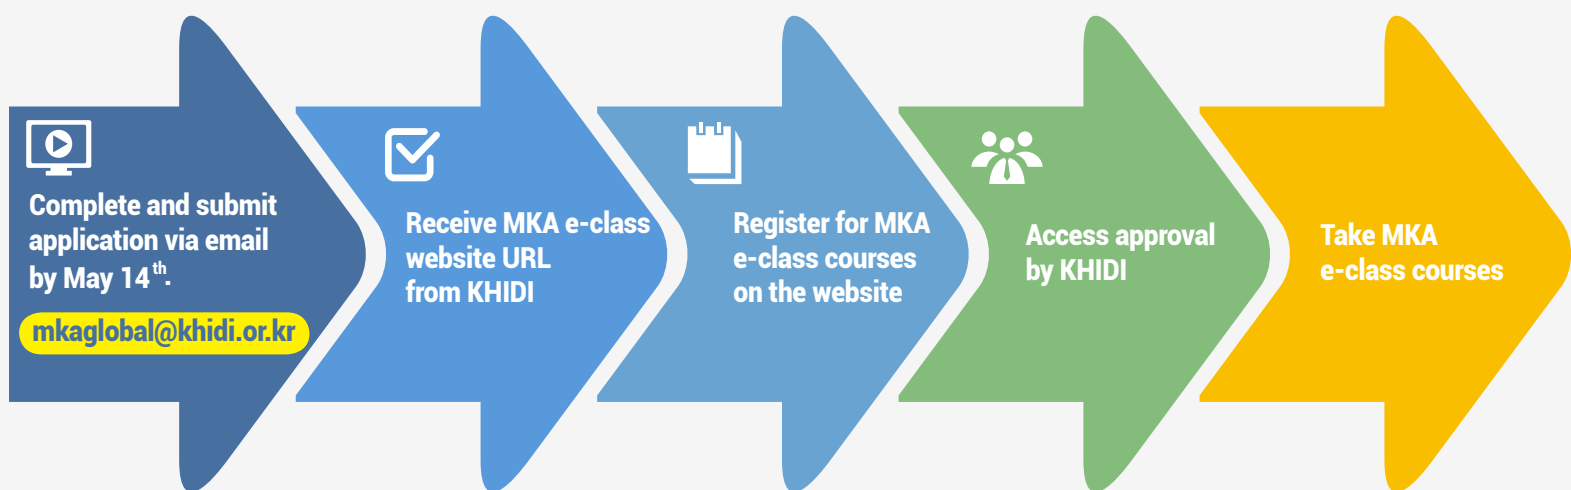 Complete and submit
application via email
by May 14th.
mkaglobal@khidi.or.kr
Receive MKA e-class
website URL
from KHIDI
Register for MKA
e-class courses
on the website
Access approval
by KHIDI
Take MKA
e-class courses